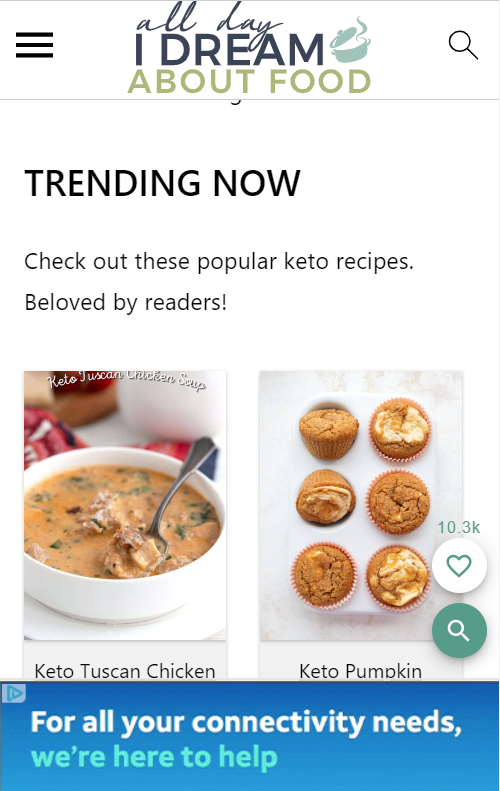 all day
I DREAM
ABOUT FOOD
TRENDING NOW
Check out these popular keto recipes.
Beloved by readers!
Keto Tuscan Chicken Soup
10.3k
Keto Tuscan Chicken
Keto Pumpkin
For all your connectivity needs,
we're here to help